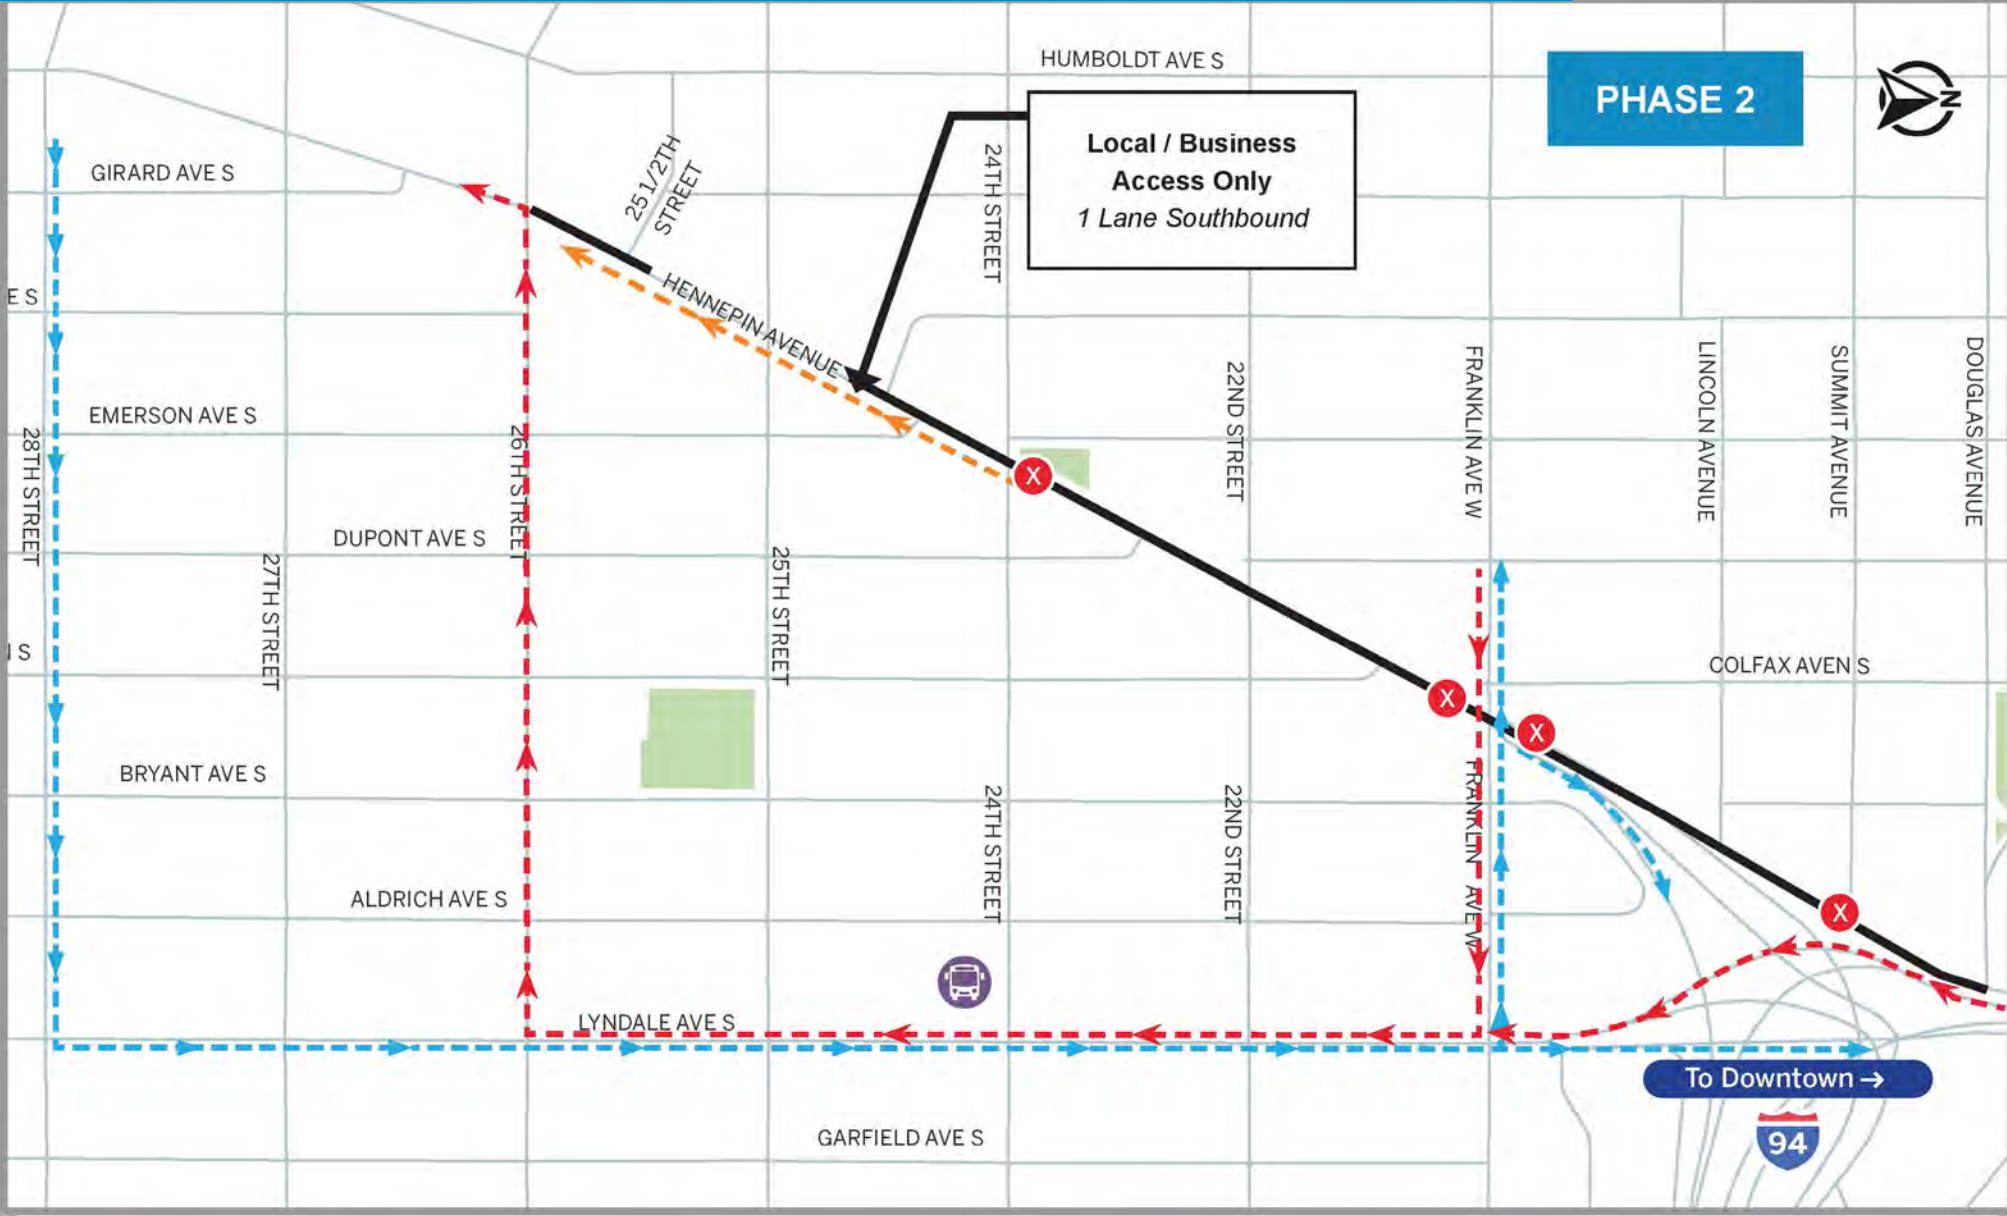 HUMBOLDT AVE S
PHASE 2
N
Local / Business
Access Only
1 Lane Southbound
GIRARD AVE S
25 1/2TH
STREET
24TH STREET
E S
HENNEPIN AVENUE
EMERSON AVE S
28TH STREET
26TH STREET
22ND STREET
FRANKLIN AVE W
LINCOLN AVENUE
SUMMIT AVENUE
DOUGLAS AVENUE
X
DUPONT AVE S
27TH STREET
25TH STREET
S
COLFAX AVEN S
X
X
BRYANT AVE S
24TH STREET
22ND STREET
FRANKLIN AVE W
ALDRICH AVE S
X
LYNDALE AVE S
To Downtown →
GARFIELD AVE S
94